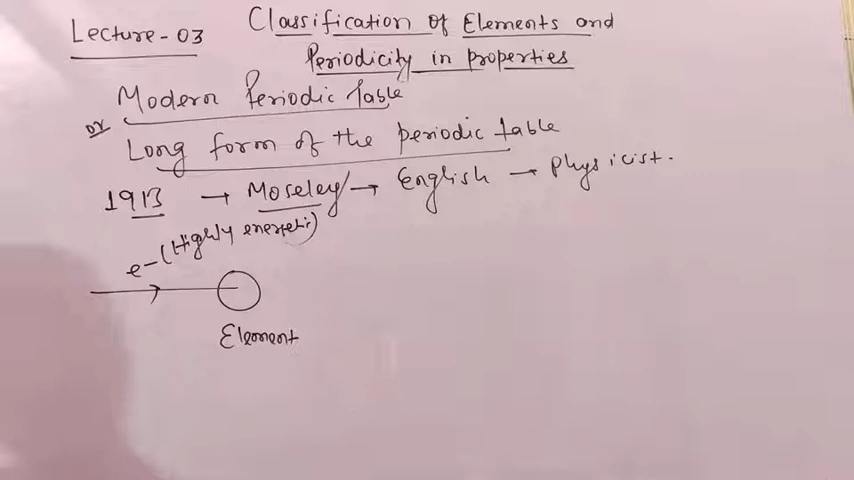 Lecture - 03 Classification of Elements and
Periodicity in properties
Modern Periodic Table
or
Long form of the periodic table
1913 → Moseley → English → Physicist.
e- (Highly energetic)
Element